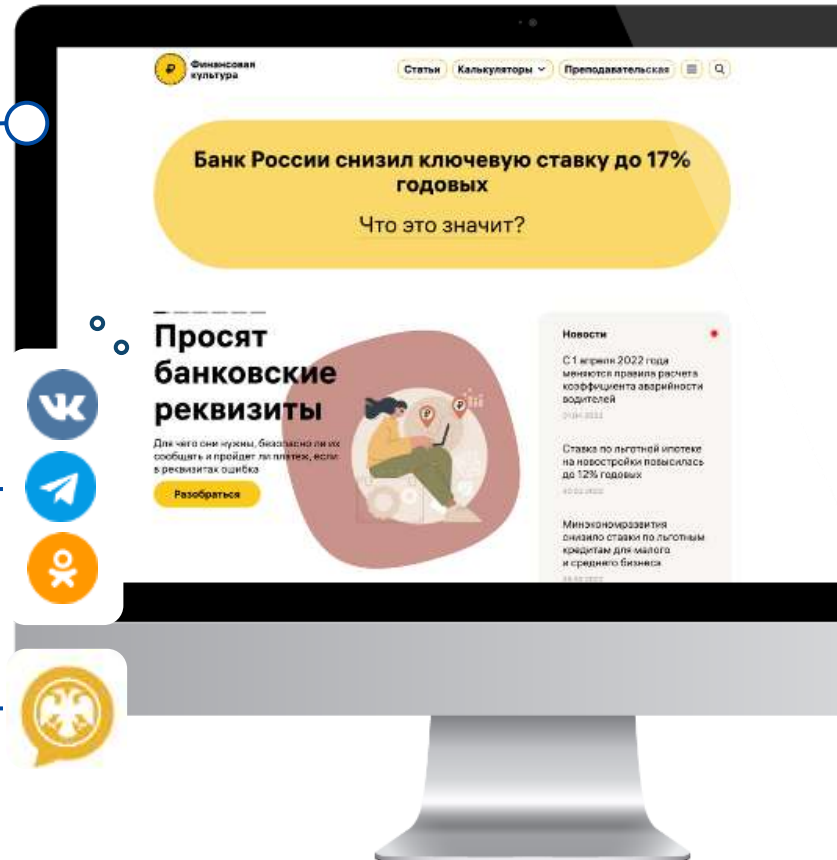 Финансовая
культура
Статьи
Калькуляторы
Преподавательская
Банк России снизил ключевую ставку до 17%
годовых
Что это значит?
Просят
банковские
реквизиты
Для чего они нужны, безопасно ли их
сообщать и пройдет ли платеж, если
в реквизитах ошибка
Разобраться
Новости
С 1 апреля 2022 года
меняются правила расчета
коэффициента аварийности
водителей
01.04.2022
Ставка по льготной ипотеке
на новостройки повысилась
до 12% годовых
Минэкономразвития
снизило ставки по льготным
кредитам для малого
и среднего бизнеса